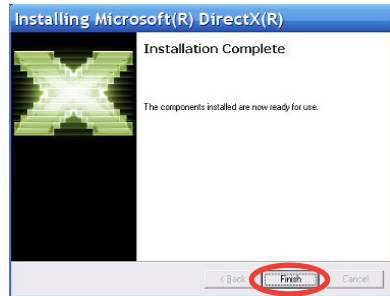 Installing Microsoft(R) DirectX(R)
Installation Complete
The components installed are now ready for use.
< Back Finish Cancel